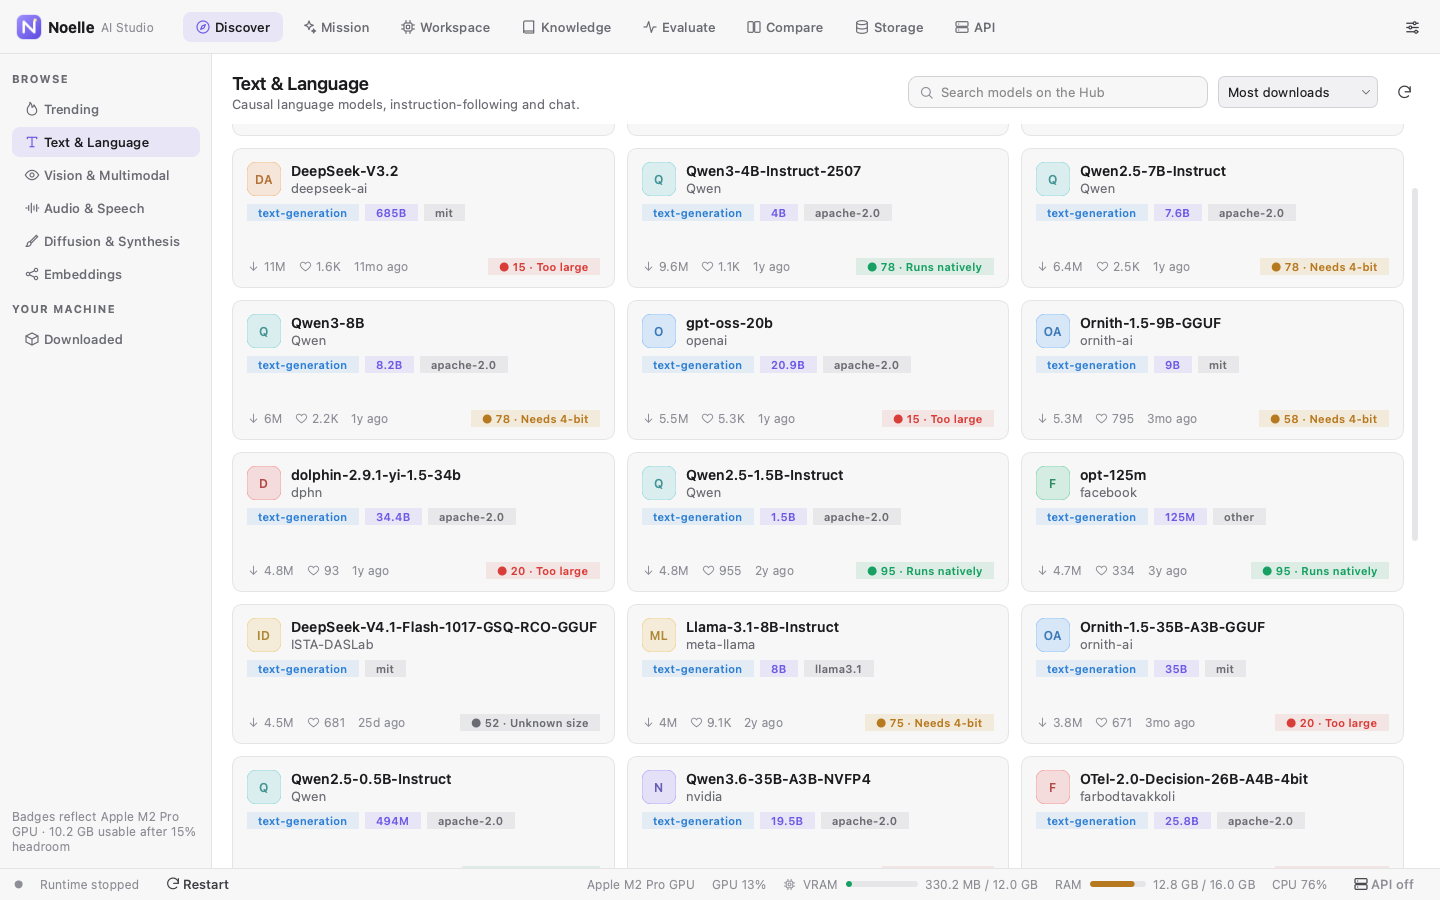 Noelle AI Studio
Discover
Mission
Workspace
Knowledge
Evaluate
Compare
Storage
API
BROWSE
Trending
Text & Language
Vision & Multimodal
Audio & Speech
Diffusion & Synthesis
Embeddings
YOUR MACHINE
Downloaded
Badges reflect Apple M2 Pro
GPU · 10.2 GB usable after 15%
headroom
Text & Language
Causal language models, instruction-following and chat.
Search models on the Hub
Most downloads
DA
DeepSeek-V3.2
deepseek-ai
text-generation 685B mit
11M 1.6K 11mo ago 15 · Too large
Q
Qwen3-4B-Instruct-2507
Qwen
text-generation 4B apache-2.0
9.6M 1.1K 1y ago 78 · Runs natively
Q
Qwen2.5-7B-Instruct
Qwen
text-generation 7.6B apache-2.0
6.4M 2.5K 1y ago 78 · Needs 4-bit
Q
Qwen3-8B
Qwen
text-generation 8.2B apache-2.0
6M 2.2K 1y ago 78 · Needs 4-bit
O
gpt-oss-20b
openai
text-generation 20.9B apache-2.0
5.5M 5.3K 1y ago 15 · Too large
OA
Ornith-1.5-9B-GGUF
ornith-ai
text-generation 9B mit
5.3M 795 3mo ago 58 · Needs 4-bit
D
dolphin-2.9.1-yi-1.5-34b
dphn
text-generation 34.4B apache-2.0
4.8M 93 1y ago 20 · Too large
Q
Qwen2.5-1.5B-Instruct
Qwen
text-generation 1.5B apache-2.0
4.8M 955 2y ago 95 · Runs natively
F
opt-125m
facebook
text-generation 125M other
4.7M 334 3y ago 95 · Runs natively
ID
DeepSeek-V4.1-Flash-1017-GSQ-RCO-GGUF
ISTA-DASLab
text-generation mit
4.5M 681 25d ago 52 · Unknown size
ML
Llama-3.1-8B-Instruct
meta-llama
text-generation 8B llama3.1
4M 9.1K 2y ago 75 · Needs 4-bit
OA
Ornith-1.5-35B-A3B-GGUF
ornith-ai
text-generation 35B mit
3.8M 671 3mo ago 20 · Too large
Q
Qwen2.5-0.5B-Instruct
Qwen
text-generation 494M apache-2.0
N
Qwen3.6-35B-A3B-NVFP4
nvidia
text-generation 19.5B apache-2.0
F
OTel-2.0-Decision-26B-A4B-4bit
farbodtavakkoli
text-generation 25.8B apache-2.0
Runtime stopped
Restart
Apple M2 Pro GPU
GPU 13%
VRAM 330.2 MB / 12.0 GB
RAM 12.8 GB / 16.0 GB
CPU 76%
API off